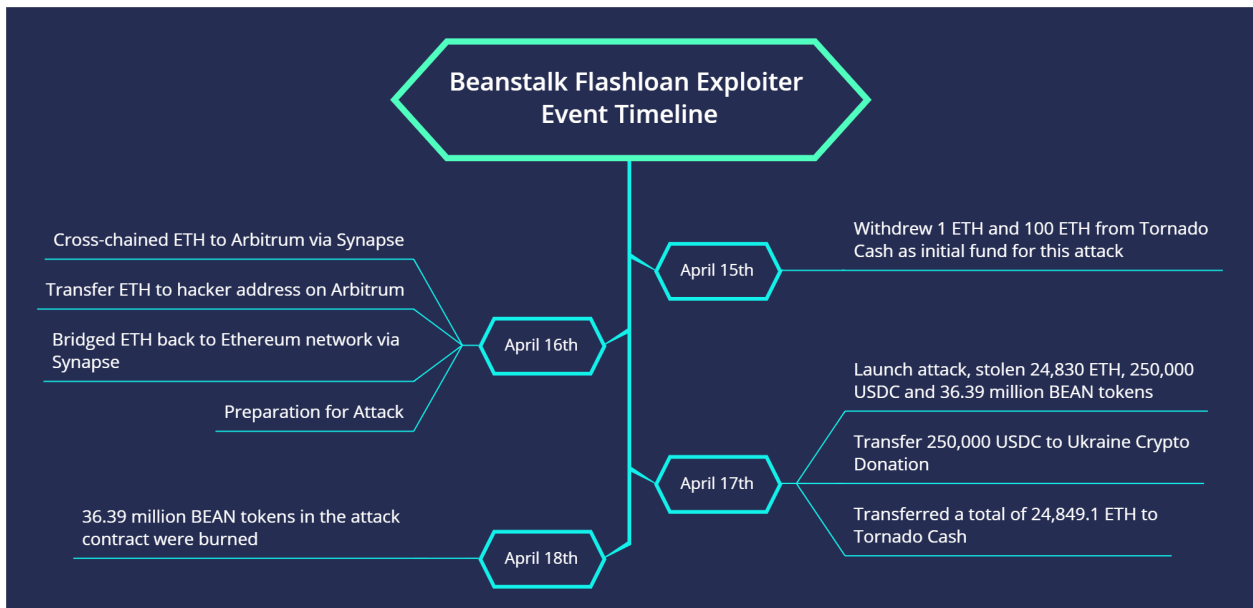 Beanstalk Flashloan Exploiter
Event Timeline
Withdrew 1 ETH and 100 ETH from Tornado
Cash as initial fund for this attack
April 15th
Cross-chained ETH to Arbitrum via Synapse
Transfer ETH to hacker address on Arbitrum
Bridged ETH back to Ethereum network via
Synapse
Preparation for Attack
April 16th
Launch attack, stolen 24,830 ETH, 250,000
USDC and 36.39 million BEAN tokens
Transfer 250,000 USDC to Ukraine Crypto
Donation
Transferred a total of 24,849.1 ETH to
Tornado Cash
April 17th
36.39 million BEAN tokens in the attack
contract were burned
April 18th